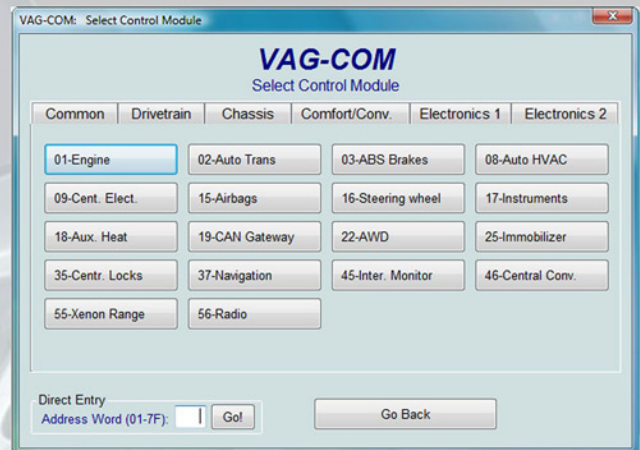 VAG-COM: Select Control Module
VAG-COM
Select Control Module
Common Drivetrain Chassis Comfort/Conv. Electronics 1 Electronics 2
01-Engine 02-Auto Trans 03-ABS Brakes 08-Auto HVAC
09-Cent. Elect. 15-Airbags 16-Steering wheel 17-Instruments
18-Aux. Heat 19-CAN Gateway 22-AWD 25-Immobilizer
35-Centr. Locks 37-Navigation 45-Inter. Monitor 46-Central Conv.
55-Xenon Range 56-Radio
Direct Entry
Address Word (01-7F): Go! Go Back